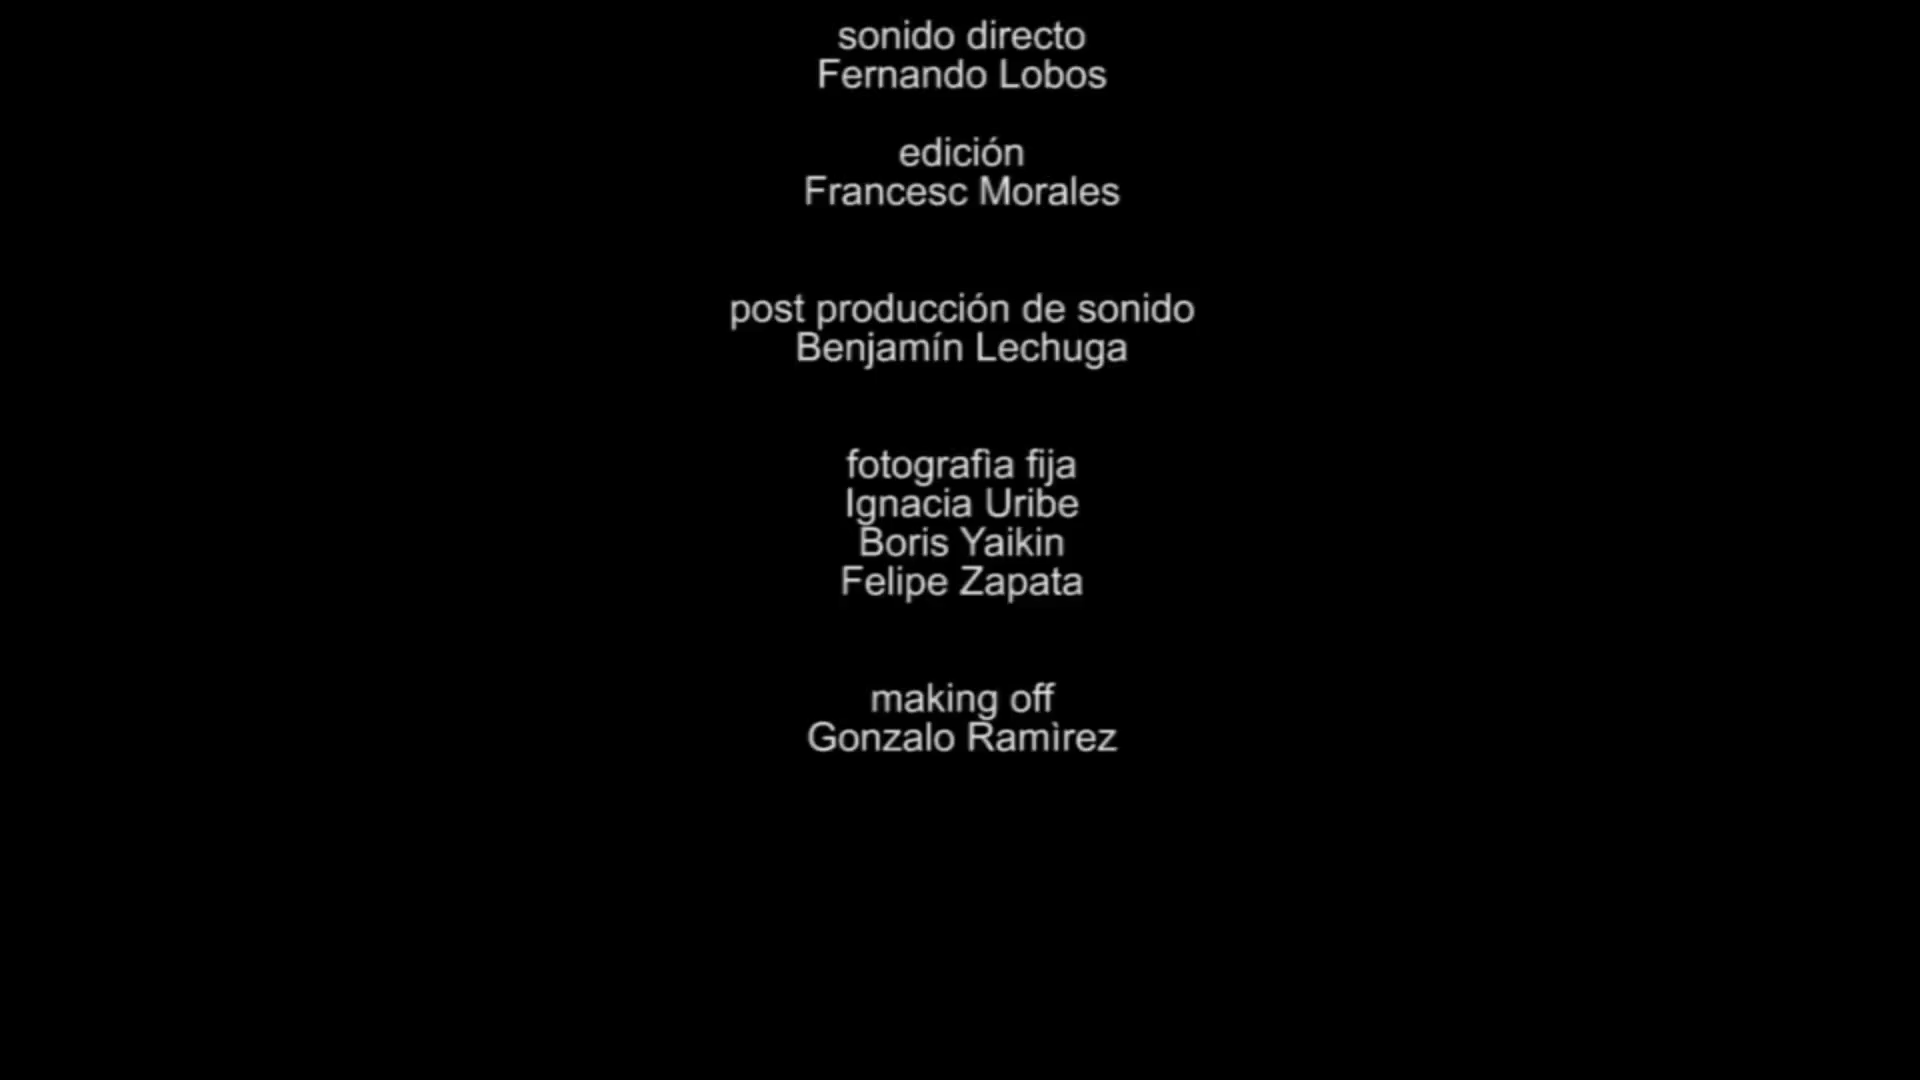 sonido directo
Fernando Lobos
edición
Francesc Morales
post producción de sonido
Benjamín Lechuga
fotografìa fija
Ignacia Uribe
Boris Yaikin
Felipe Zapata
making off
Gonzalo Ramìrez